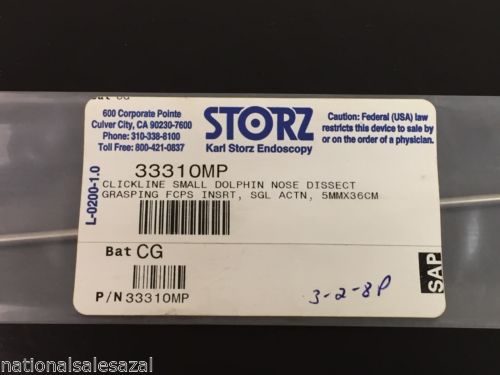 Bat CG
600 Corporate Pointe
Culver City, CA 90230-7600
Phone: 310-338-8100
Toll Free: 800-421-0837
STORZ
Karl Storz Endoscopy
Caution: Federal (USA) law
restricts this device to sale by
or on the order of a physician.
L-0200-1.0
33310MP
CLICKLINE SMALL DOLPHIN NOSE DISSECT
GRASPING FCPS INSRT, SGL ACTN, 5MMX36CM
Bat CG
P/N 33310MP
3-2-8P
SAP
nationalsalesazal